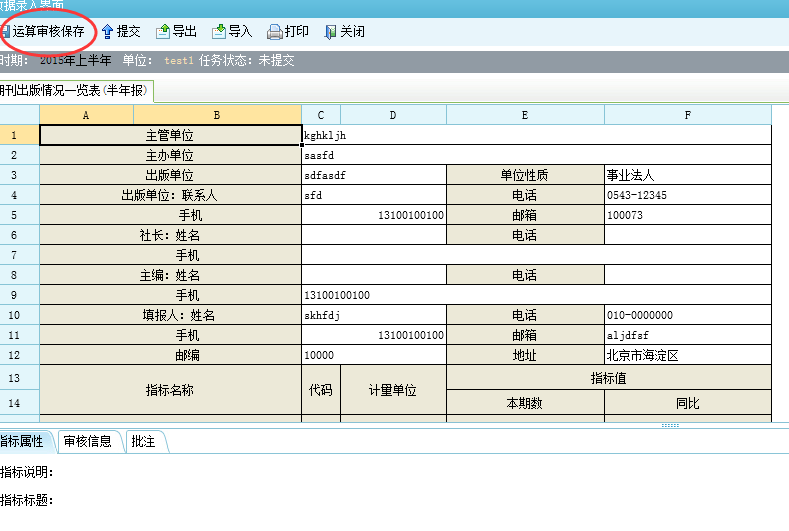 数据录入界面
运算审核保存 提交 导出 导入 打印 关闭
时期： 2015年上半年 单位： test1 任务状态：未提交
期刊出版情况一览表(半年报)
A B C D E F
1 主管单位 kghkljh
2 主办单位 sasfd
3 出版单位 sdfasdf 单位性质 事业法人
4 出版单位：联系人 sfd 电话 0543-12345
5 手机 13100100100 邮箱 100073
6 社长：姓名 电话
7 手机
8 主编：姓名 电话
9 手机 13100100100
10 填报人：姓名 skhfdj 电话 010-0000000
11 手机 13100100100 邮箱 aljdfsf
12 邮编 10000 地址 北京市海淀区
13 指标名称 代码 计量单位 指标值
14 本期数 同比
指标属性 审核信息 批注
指标说明：
指标标题：